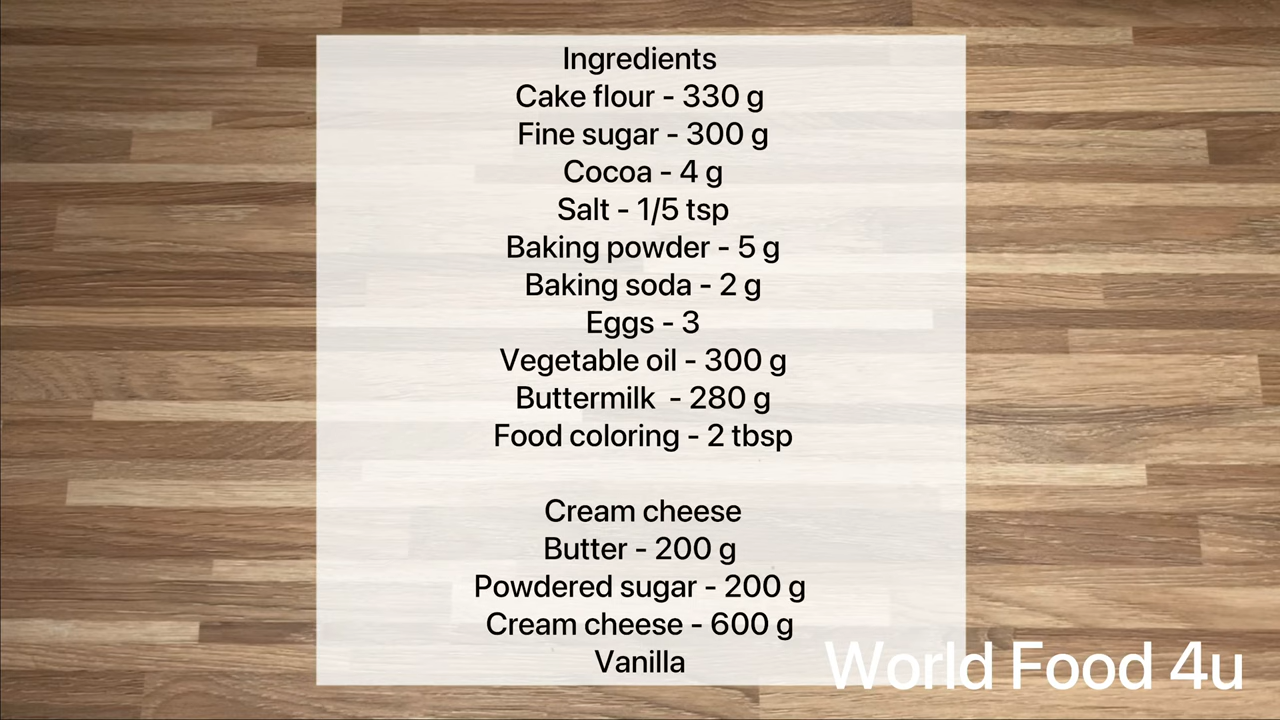 Ingredients
Cake flour - 330 g
Fine sugar - 300 g
Cocoa - 4 g
Salt - 1/5 tsp
Baking powder - 5 g
Baking soda - 2 g
Eggs - 3
Vegetable oil - 300 g
Buttermilk  - 280 g
Food coloring - 2 tbsp
Cream cheese
Butter - 200 g
Powdered sugar - 200 g
Cream cheese - 600 g
Vanilla
World Food 4u